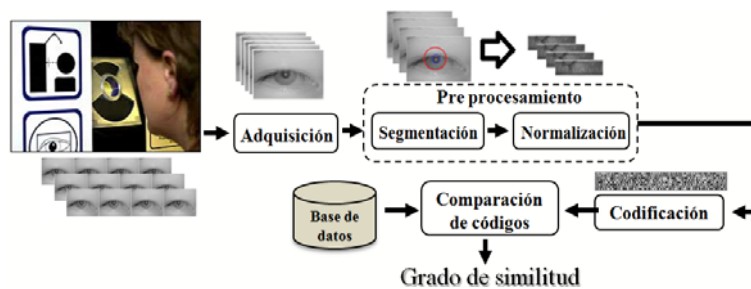 Pre procesamiento
Adquisición
Segmentación
Normalización
Base de
datos
Comparación
de códigos
Codificación
Grado de similitud